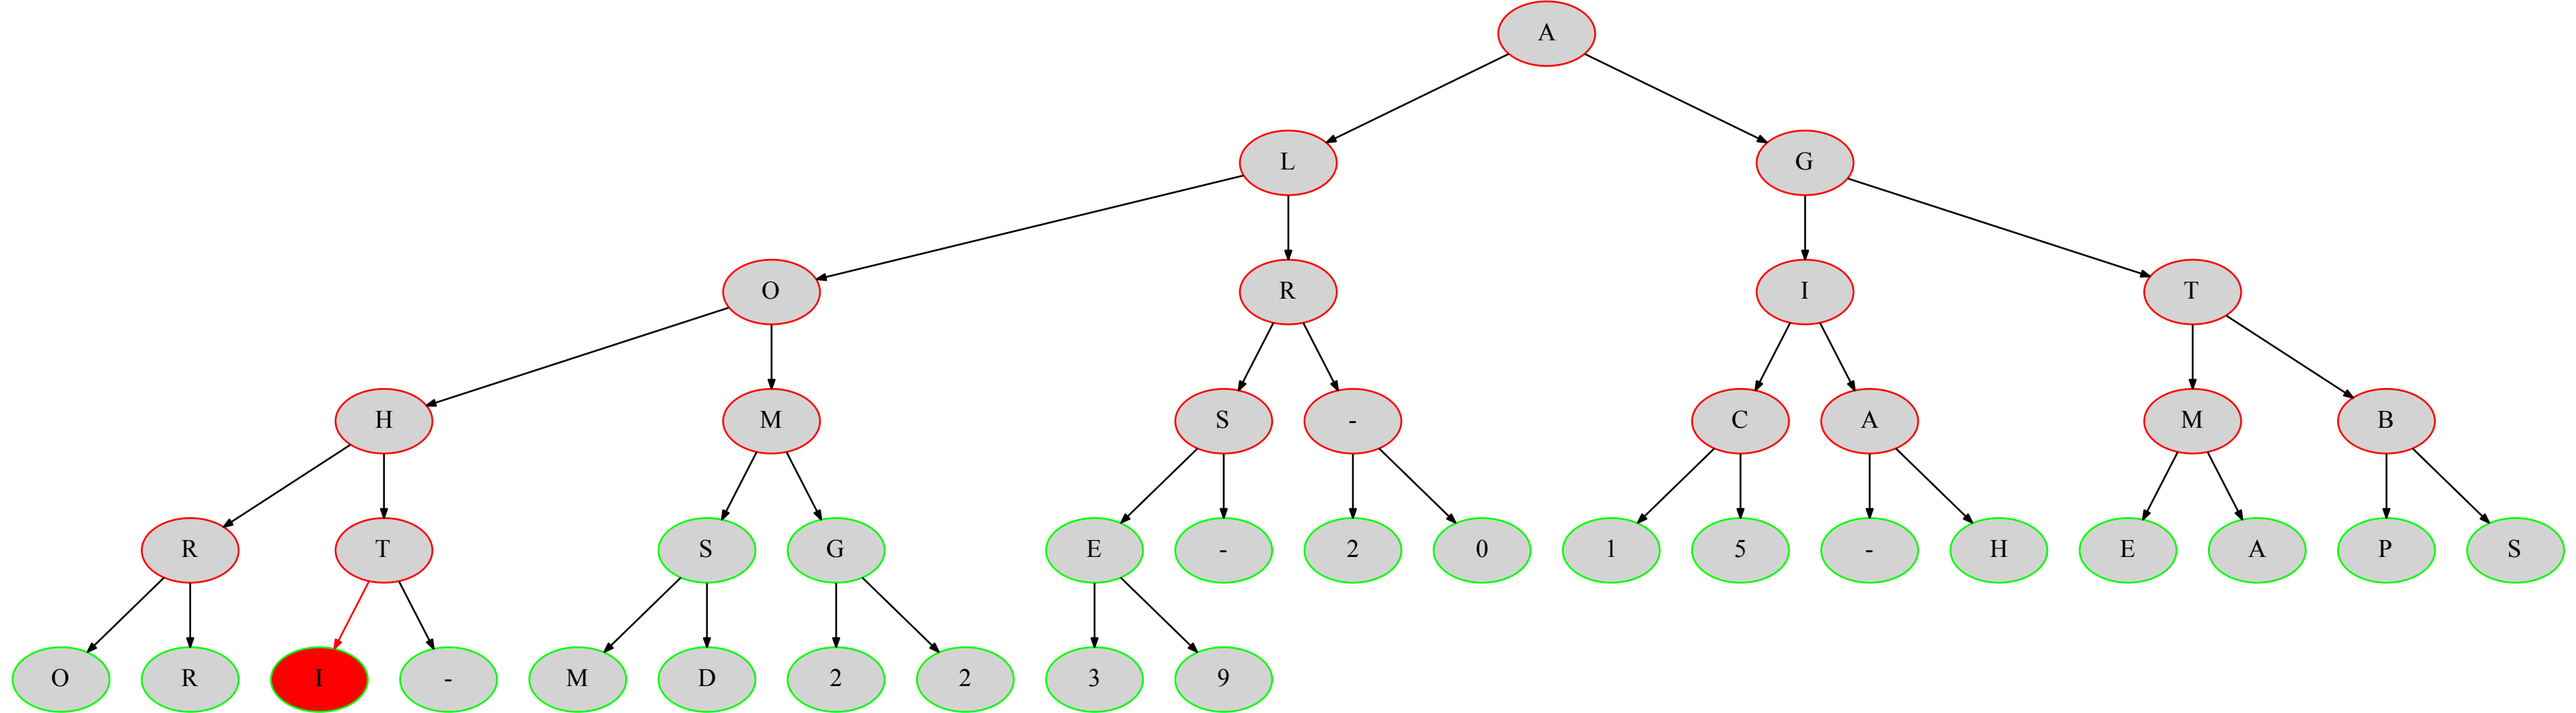 A
L G
O R I T
H M S - C A M B
R T S G E - 2 0 1 5 - H E A P S
O R I - M D 2 2 3 9